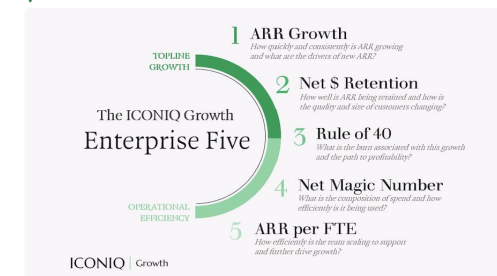 1 ARR Growth
How quickly and consistently is ARR growing
and what are the drivers of new ARR?
TOPLINE
GROWTH
2 Net $ Retention
How well is ARR being retained and how is
the quality and size of customers changing?
The ICONIQ Growth
Enterprise Five
3 Rule of 40
What is the burn associated with this growth
and the path to profitability?
4 Net Magic Number
What is the composition of spend and how
efficiently is it being used?
OPERATIONAL
EFFICIENCY
5 ARR per FTE
How efficiently is the team scaling to support
and further drive growth?
ICONIQ | Growth